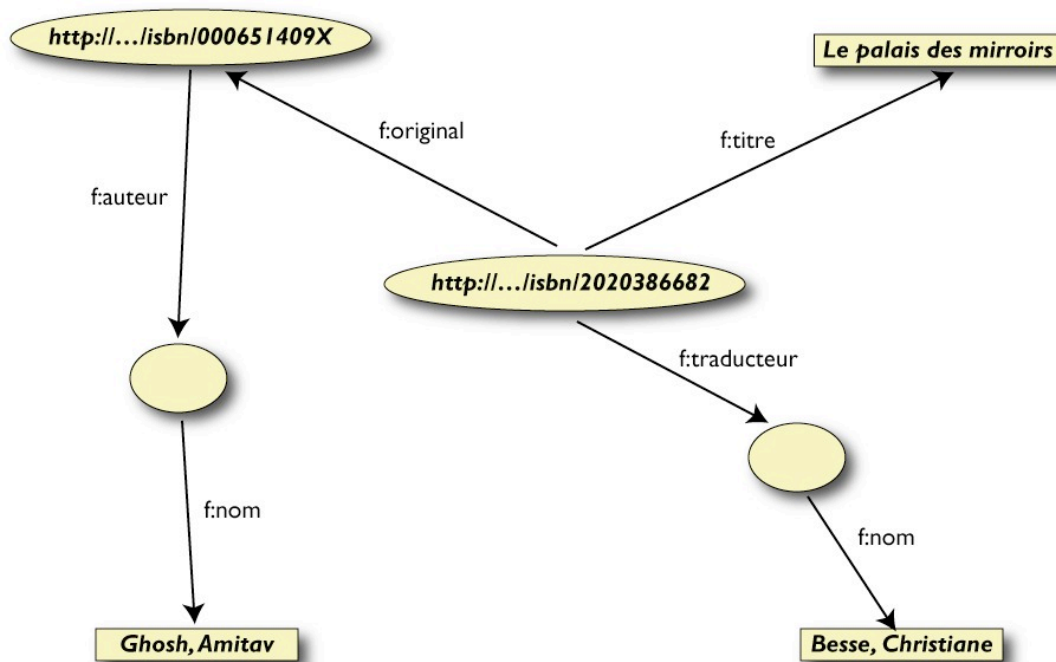 http://…/isbn/000651409X
Le palais des mirroirs
f:original
f:titre
f:auteur
http://…/isbn/2020386682
f:traducteur
f:nom
f:nom
Ghosh, Amitav
Besse, Christiane